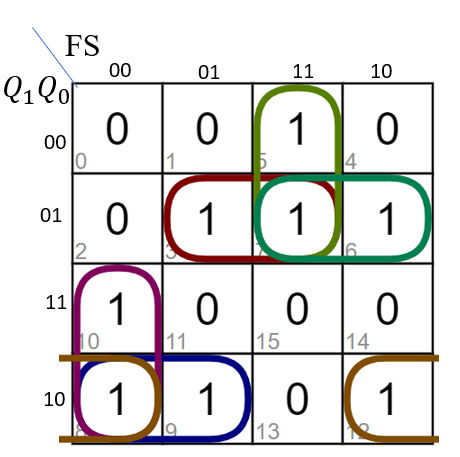 FS
00 01 11 10
Q₁Q₀
00 0 0 1 0
0 1 5 4
01 0 1 1 1
2 3 7 6
11 1 0 0 0
10 11 15 14
10 1 1 0 1
8 9 13 12